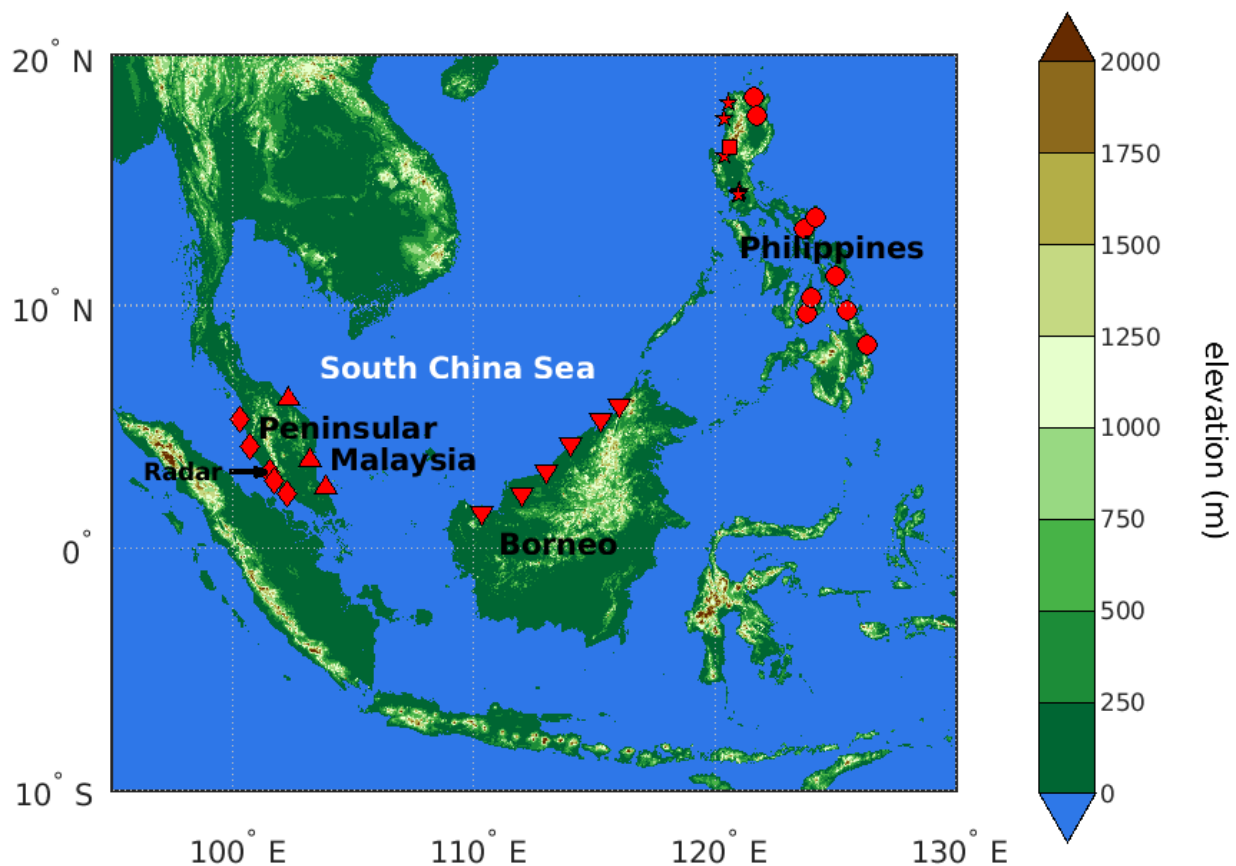 20° N
10° N
0°
10° S
100° E
110° E
120° E
130° E
Philippines
South China Sea
Peninsular
Malaysia
Radar
Borneo
2000
1750
1500
1250
1000
750
500
250
0
elevation (m)